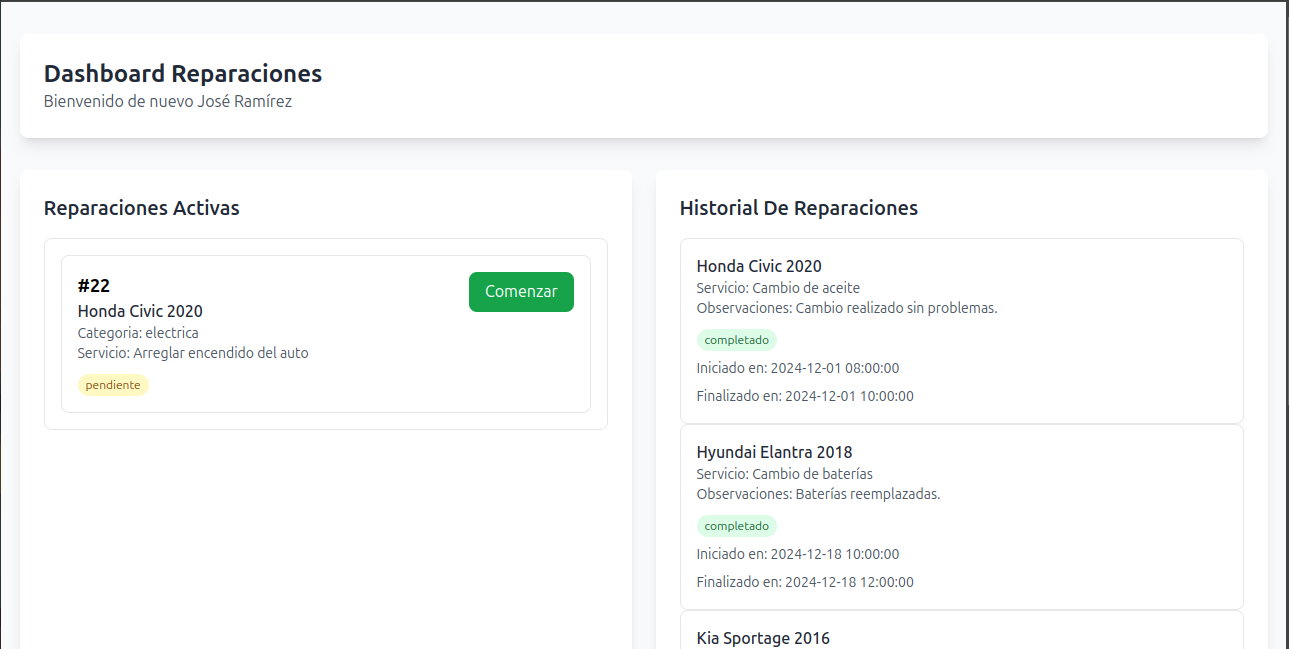 Dashboard Reparaciones
Bienvenido de nuevo José Ramírez
Reparaciones Activas
#22
Comenzar
Honda Civic 2020
Categoria: electrica
Servicio: Arreglar encendido del auto
pendiente
Historial De Reparaciones
Honda Civic 2020
Servicio: Cambio de aceite
Observaciones: Cambio realizado sin problemas.
completado
Iniciado en: 2024-12-01 08:00:00
Finalizado en: 2024-12-01 10:00:00
Hyundai Elantra 2018
Servicio: Cambio de baterías
Observaciones: Baterías reemplazadas.
completado
Iniciado en: 2024-12-18 10:00:00
Finalizado en: 2024-12-18 12:00:00
Kia Sportage 2016